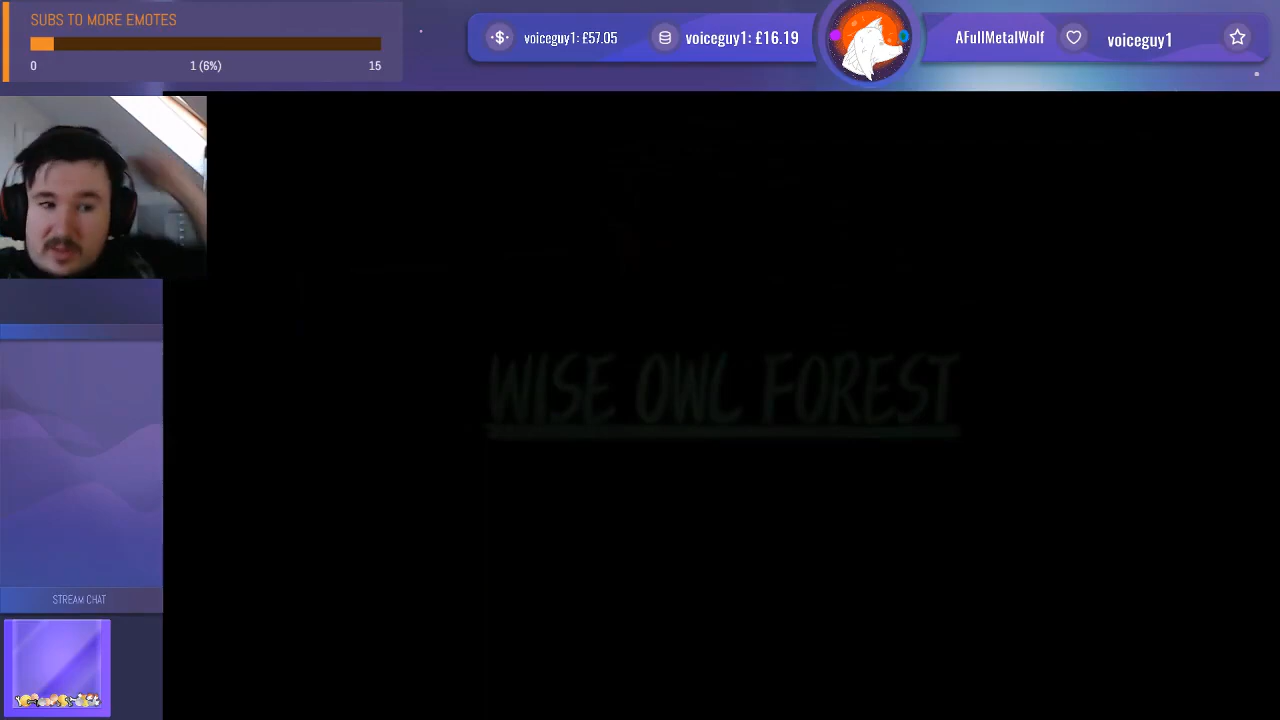 SUBS TO MORE EMOTES
0 1 (6%) 15
voiceguy1: £57.05 voiceguy1: £16.19 AFullMetalWolf voiceguy1
WISE OWL FOREST
STREAM CHAT